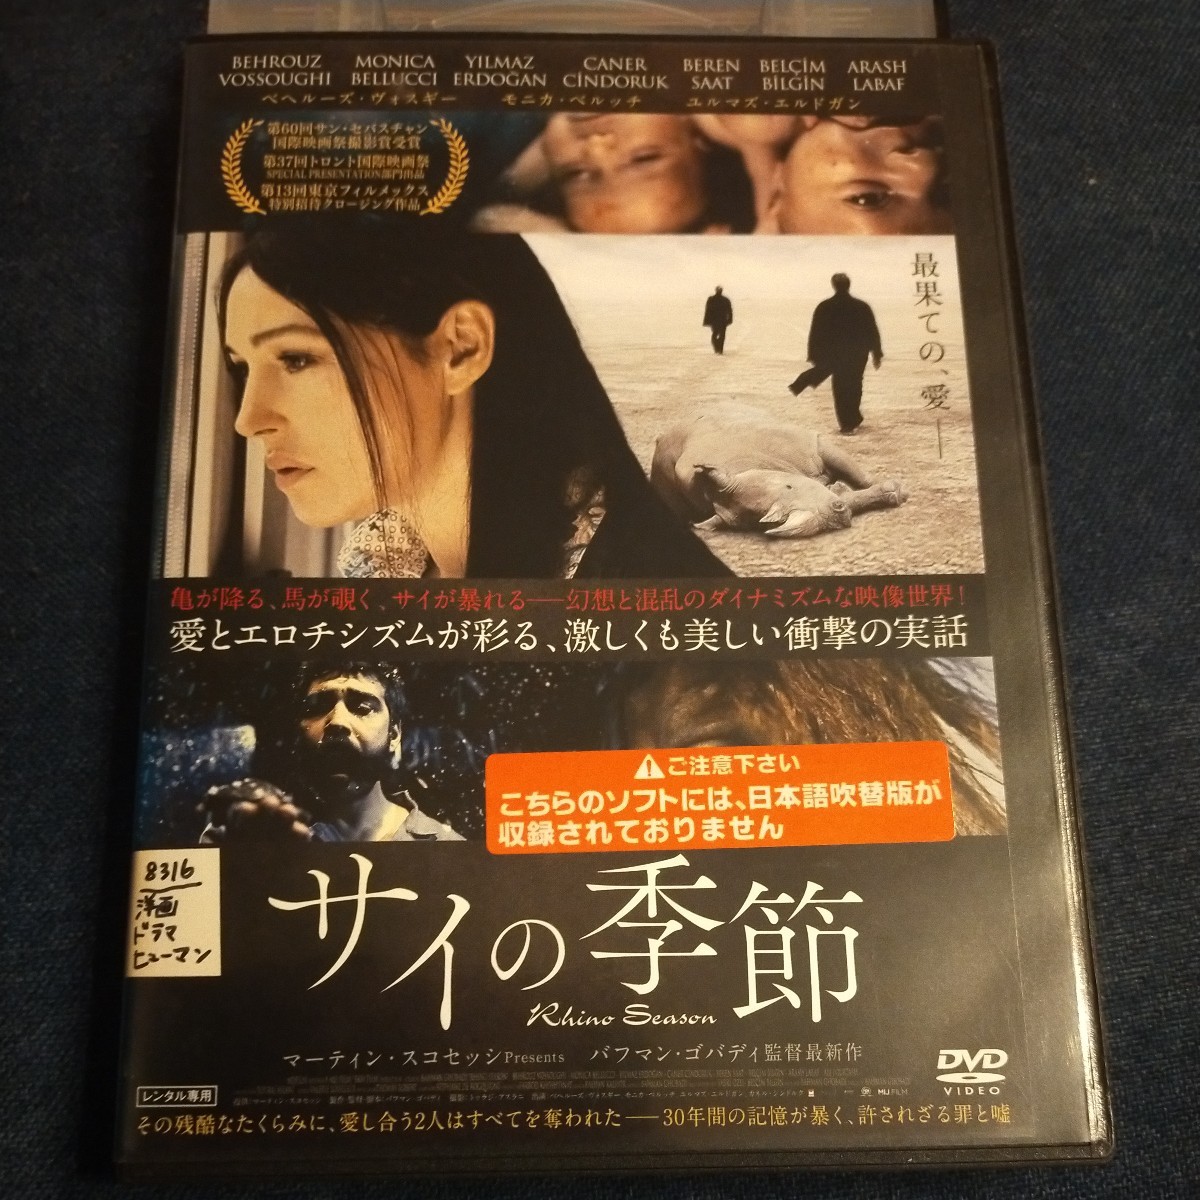 BEHROUZ VOSSOUGHI
MONICA BELLUCCI
YILMAZ ERDOĞAN
CANER CİNDORUK
BEREN SAAT
BELÇİM BİLGİN
ARASH LABAF
ベヘルーズ・ヴォスギー モニカ・ベルッチ ユルマズ・エルドガン
第60回サン・セバスチャン
国際映画祭撮影賞受賞
第37回トロント国際映画祭
SPECIAL PRESENTATION部門出品
第13回東京フィルメックス
特別招待クロージング作品
最果ての、愛──
亀が降る、馬が覗く、サイが暴れる──幻想と混乱のダイナミズムな映像世界!
愛とエロチシズムが彩る、激しくも美しい衝撃の実話
ご注意下さい
こちらのソフトには、日本語吹替版が
収録されておりません
8316
洋画
ドラマ
ヒューマン
サイの季節
Rhino Season
マーティン・スコセッシPresents バフマン・ゴバディ監督最新作
DVD
VIDEO
レンタル専用
その残酷なたくらみに、愛し合う2人はすべてを奪われた──30年間の記憶が暴く、許されざる罪と嘘